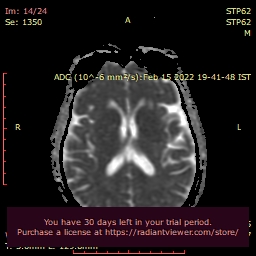 Im: 14/24
Se: 1350
STP62
STP62
M
A
ADC (10^-6 mm²/s):Feb 15 2022 19-41-48 IST
R
L
You have 30 days left in your trial period.
Purchase a license at https://radiantviewer.com/store/